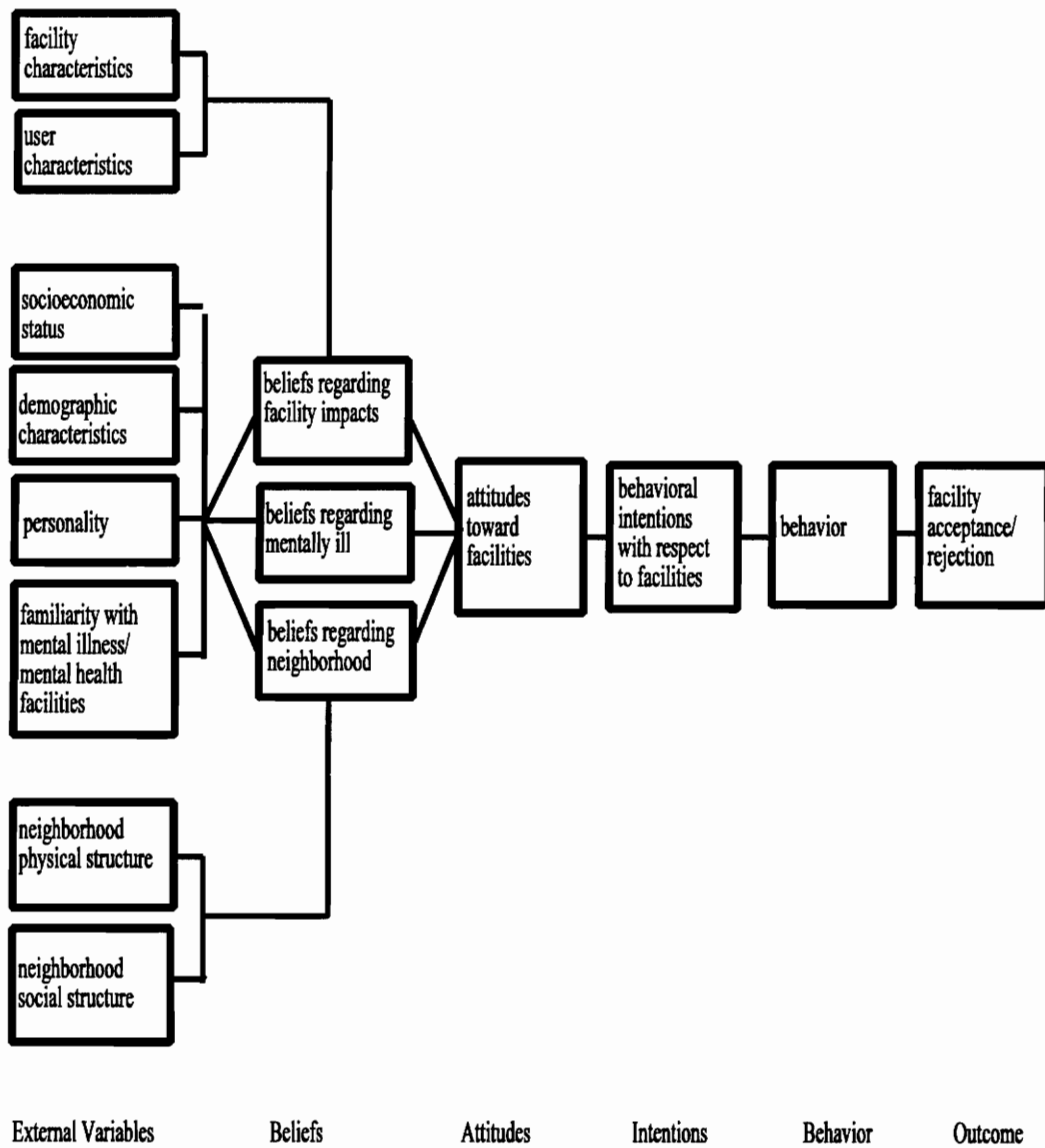 facility
characteristics
user
characteristics
socioeconomic
status
demographic
characteristics
personality
familiarity with
mental illness/
mental health
facilities
neighborhood
physical structure
neighborhood
social structure
beliefs regarding
facility impacts
beliefs regarding
mentally ill
beliefs regarding
neighborhood
attitudes
toward
facilities
behavioral
intentions
with respect
to facilities
behavior
facility
acceptance/
rejection
External Variables
Beliefs
Attitudes
Intentions
Behavior
Outcome